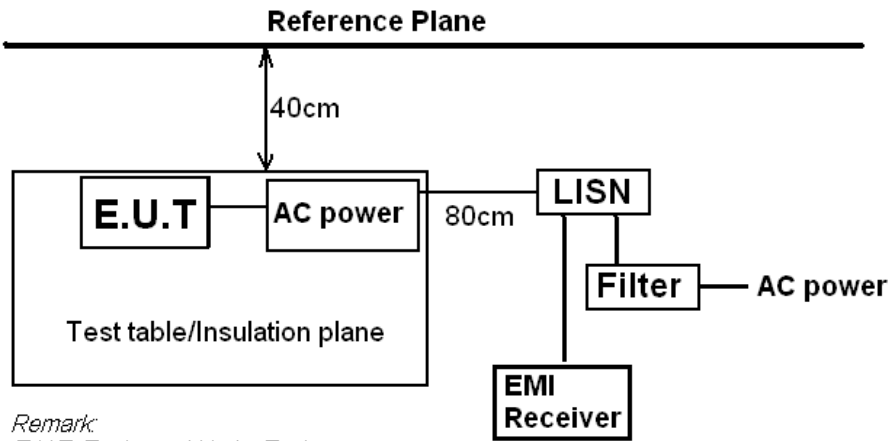 Reference Plane
40cm
E.U.T
AC power
80cm
LISN
Filter
AC power
Test table/Insulation plane
EMI
Receiver
Remark: